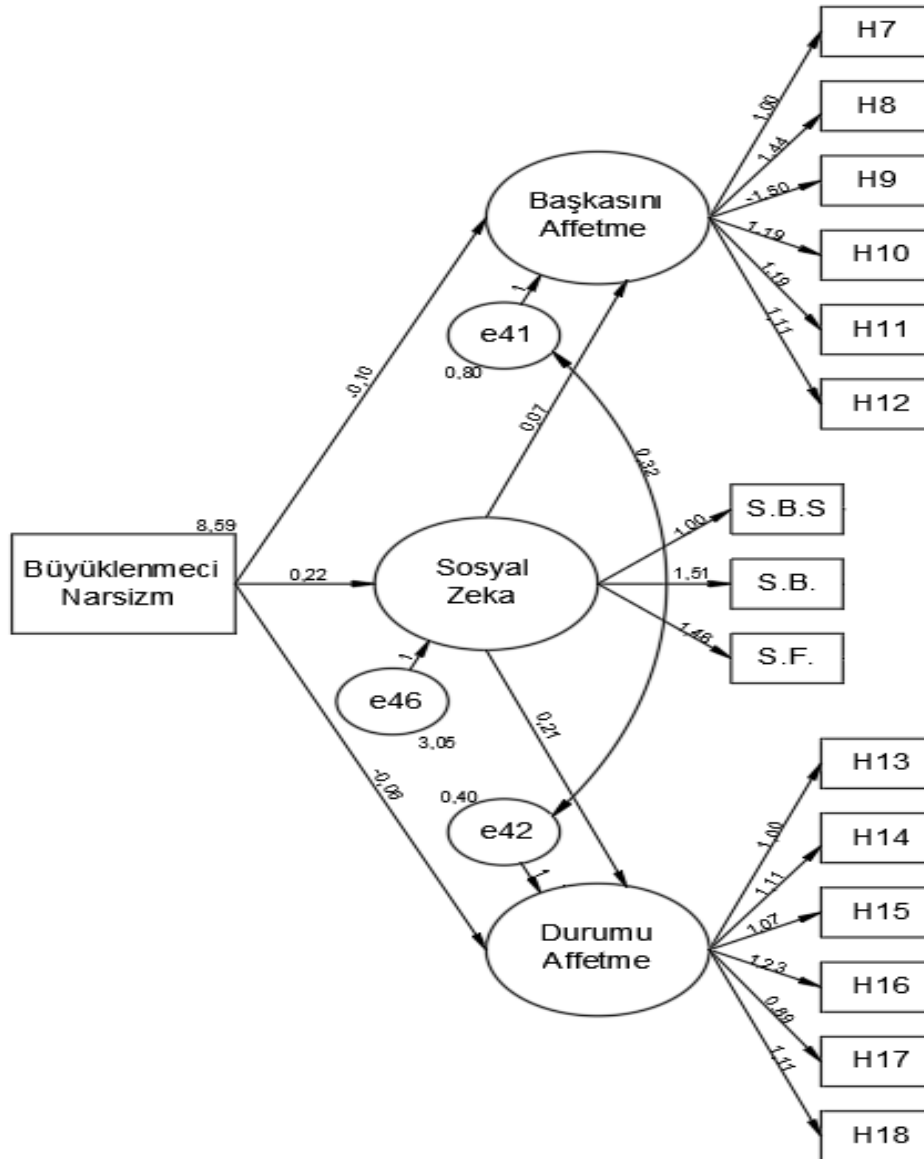 H7
1,00
H8
1,44
H9
-1,50
Başkasını
Affetme
H10
1,19
H11
1,19
H12
1,11
1
e41
0,80
-0,10
0,07
0,32
8,59
Büyüklenmeci
Narsizm
0,22
Sosyal
Zeka
S.B.S
1,00
S.B.
1,51
S.F.
1,46
1
e46
3,05
-0,06
0,21
0,40
e42
1
H13
1,00
H14
1,11
H15
1,07
Durumu
Affetme
H16
1,23
H17
0,89
H18
1,11